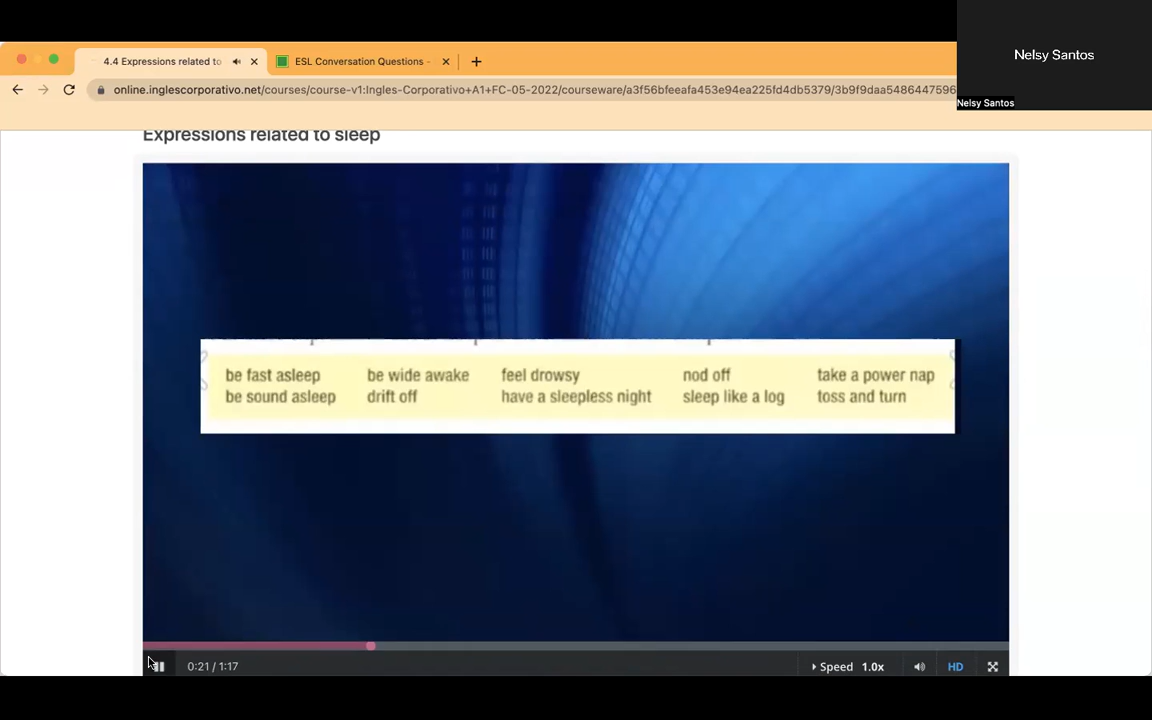 Nelsy Santos
Nelsy Santos
4.4 Expressions related to
ESL Conversation Questions -
online.inglescorporativo.net/courses/course-v1:Ingles-Corporativo+A1+FC-05-2022/courseware/a3f56bfeeafa453e94ea225fd4db5379/3b9f9daa5486447596
Expressions related to sleep
be fast asleep be wide awake feel drowsy nod off take a power nap
be sound asleep drift off have a sleepless night sleep like a log toss and turn
0:21 / 1:17 Speed 1.0x HD